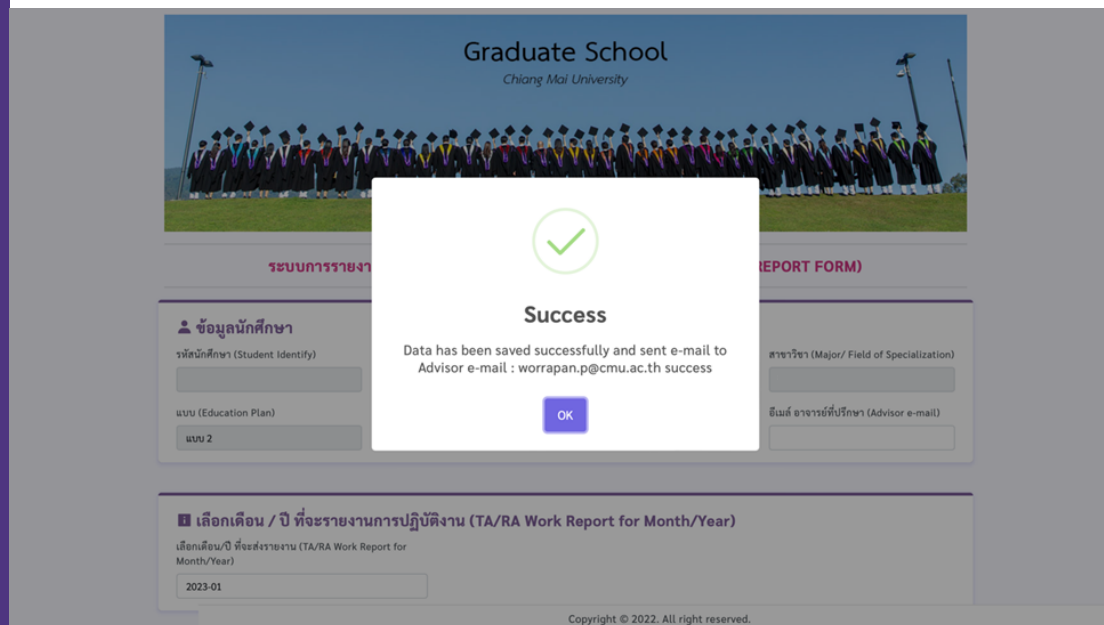 Graduate School
Chiang Mai University
ระบบการรายงา
REPORT FORM)
Success
Data has been saved successfully and sent e-mail to
Advisor e-mail : worrapan.p@cmu.ac.th success
OK
ข้อมูลนักศึกษา
รหัสนักศึกษา (Student Identify)
สาขาวิชา (Major/ Field of Specialization)
แบบ (Education Plan)
อีเมล์ อาจารย์ที่ปรึกษา (Advisor e-mail)
แบบ 2
เลือกเดือน / ปี ที่จะรายงานการปฏิบัติงาน (TA/RA Work Report for Month/Year)
เลือกเดือน/ปี ที่จะส่งรายงาน (TA/RA Work Report for
Month/Year)
2023-01
Copyright © 2022. All right reserved.